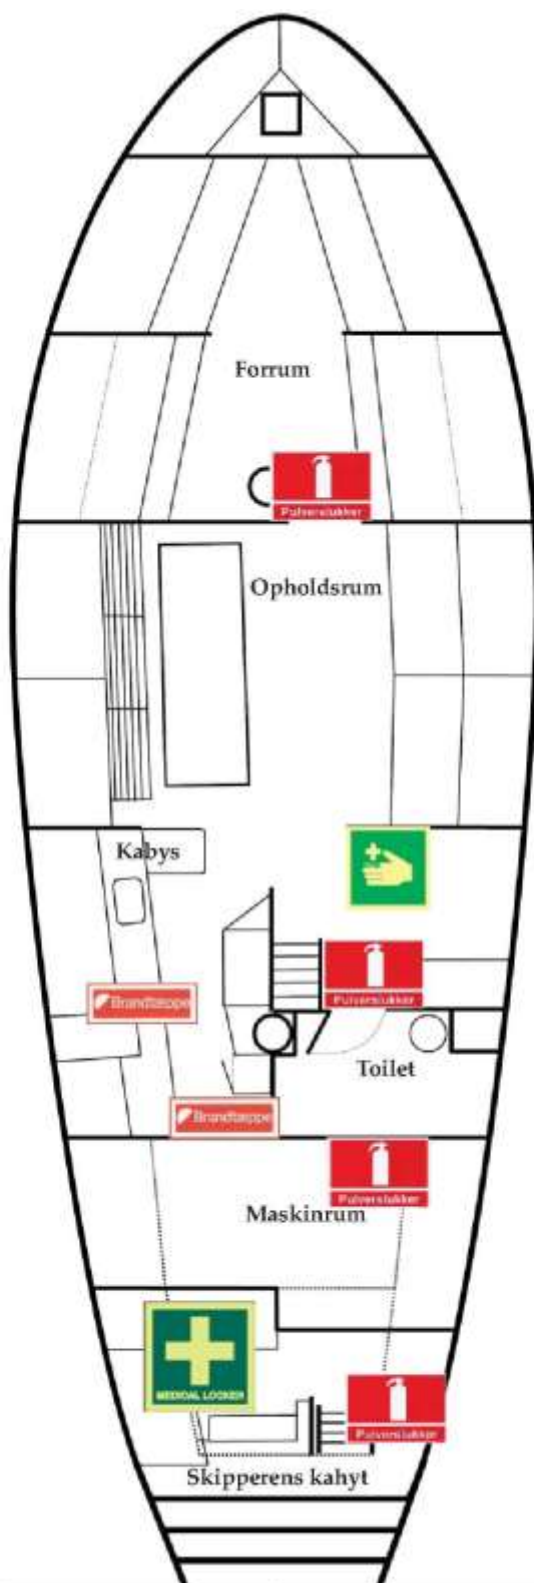 Forrum
Pulverslukker
Opholdsrum
Kabys
Pulverslukker
Brandtæppe
Toilet
Brandtæppe
Pulverslukker
Maskinrum
MEDICAL LOCKER
Pulverslukker
Skipperens kahyt